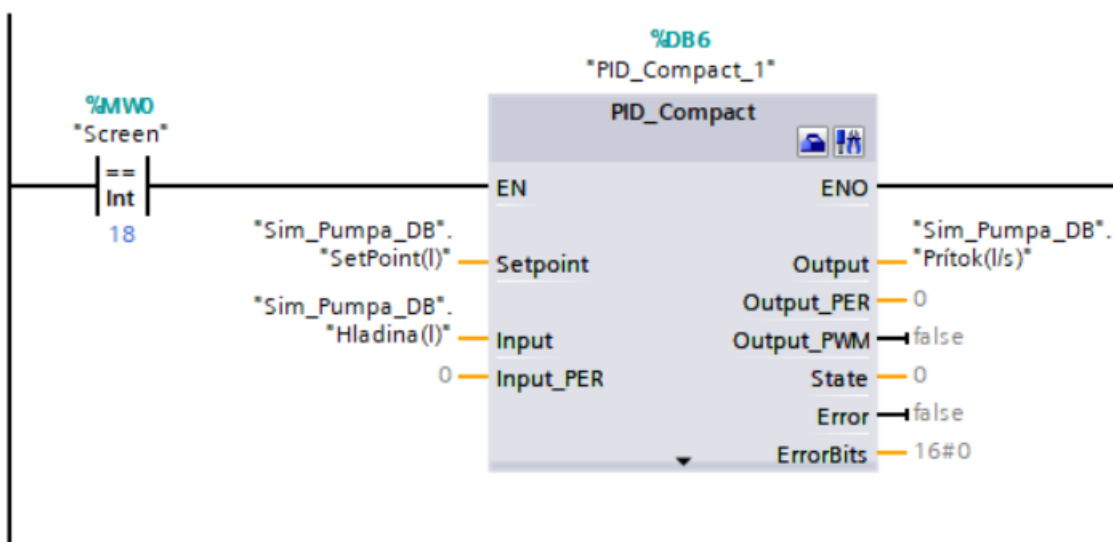 %DB6
"PID_Compact_1"
PID_Compact
%MW0
"Screen"
==
Int
18
EN
ENO
"Sim_Pumpa_DB".
"SetPoint(l)"
Setpoint
Output
"Sim_Pumpa_DB".
"Prítok(l/s)"
Output_PER
0
"Sim_Pumpa_DB".
"Hladina(l)"
Input
Output_PWM
false
0
Input_PER
State
0
Error
false
ErrorBits
16#0